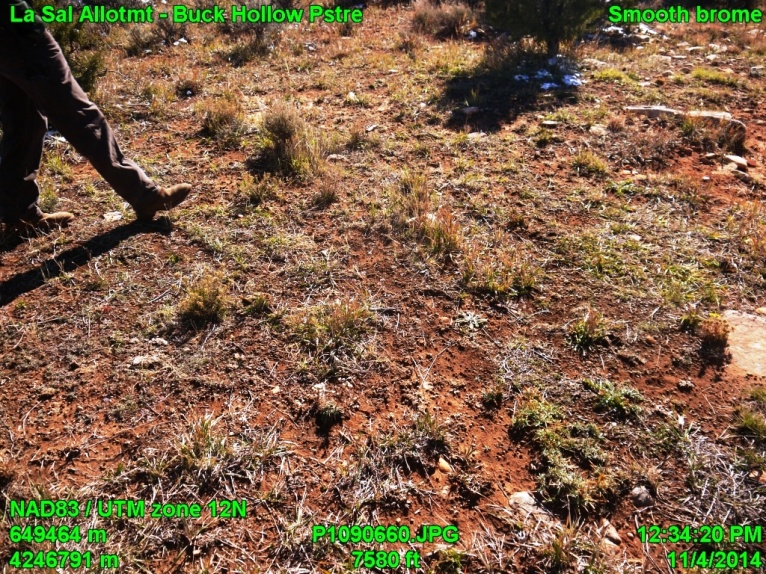 La Sal Allotmt - Buck Hollow Pstre
Smooth brome
NAD83 / UTM zone 12N
649464 m
P1090660.JPG
12:34:20 PM
4246791 m
7580 ft
11/4/2014